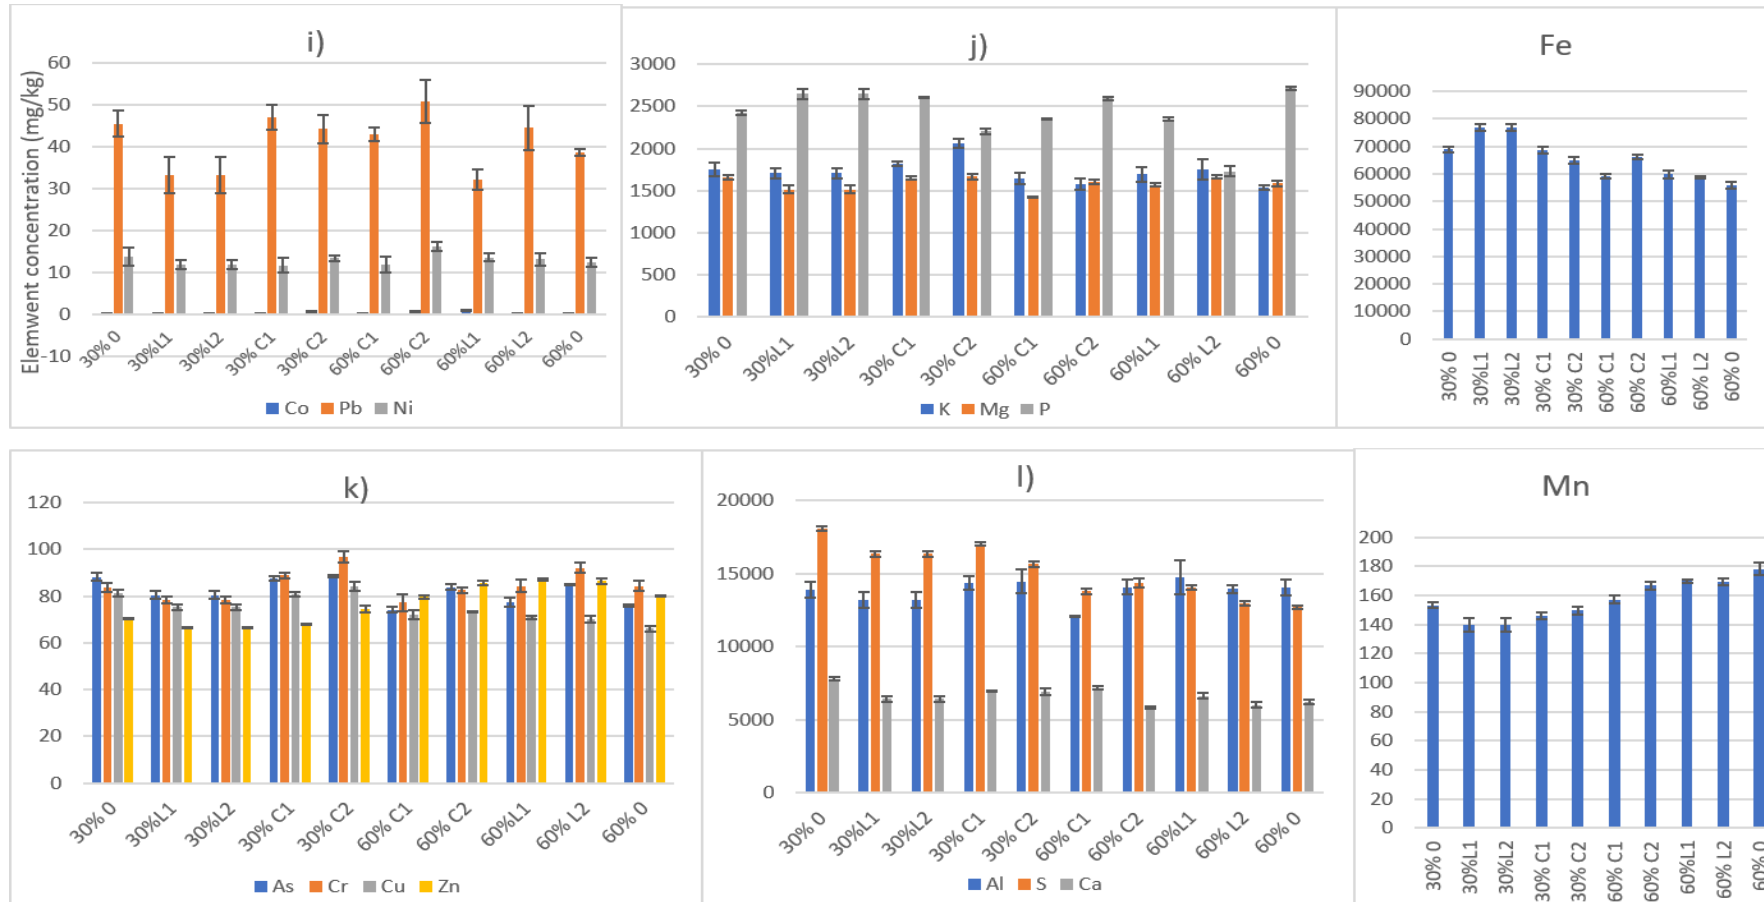 i)
Elemwent concentration (mg/kg)
60
50
40
30
20
10
0
-10
30% 0
30%L1
30%L2
30% C1
30% C2
60% C1
60% C2
60%L1
60% L2
60% 0
Co Pb Ni
j)
3000
2500
2000
1500
1000
500
0
30% 0
30%L1
30%L2
30% C1
30% C2
60% C1
60% C2
60%L1
60% L2
60% 0
K Mg P
Fe
90000
80000
70000
60000
50000
40000
30000
20000
10000
0
30% 0
30%L1
30%L2
30% C1
30% C2
60% C1
60% C2
60%L1
60% L2
60% 0
k)
120
100
80
60
40
20
0
30% 0
30%L1
30%L2
30% C1
30% C2
60% C1
60% C2
60%L1
60% L2
60% 0
As Cr Cu Zn
l)
20000
15000
10000
5000
0
30% 0
30%L1
30%L2
30% C1
30% C2
60% C1
60% C2
60%L1
60% L2
60% 0
Al S Ca
Mn
200
180
160
140
120
100
80
60
40
20
0
30% 0
30%L1
30%L2
30% C1
30% C2
60% C1
60% C2
60%L1
60% L2
60% 0